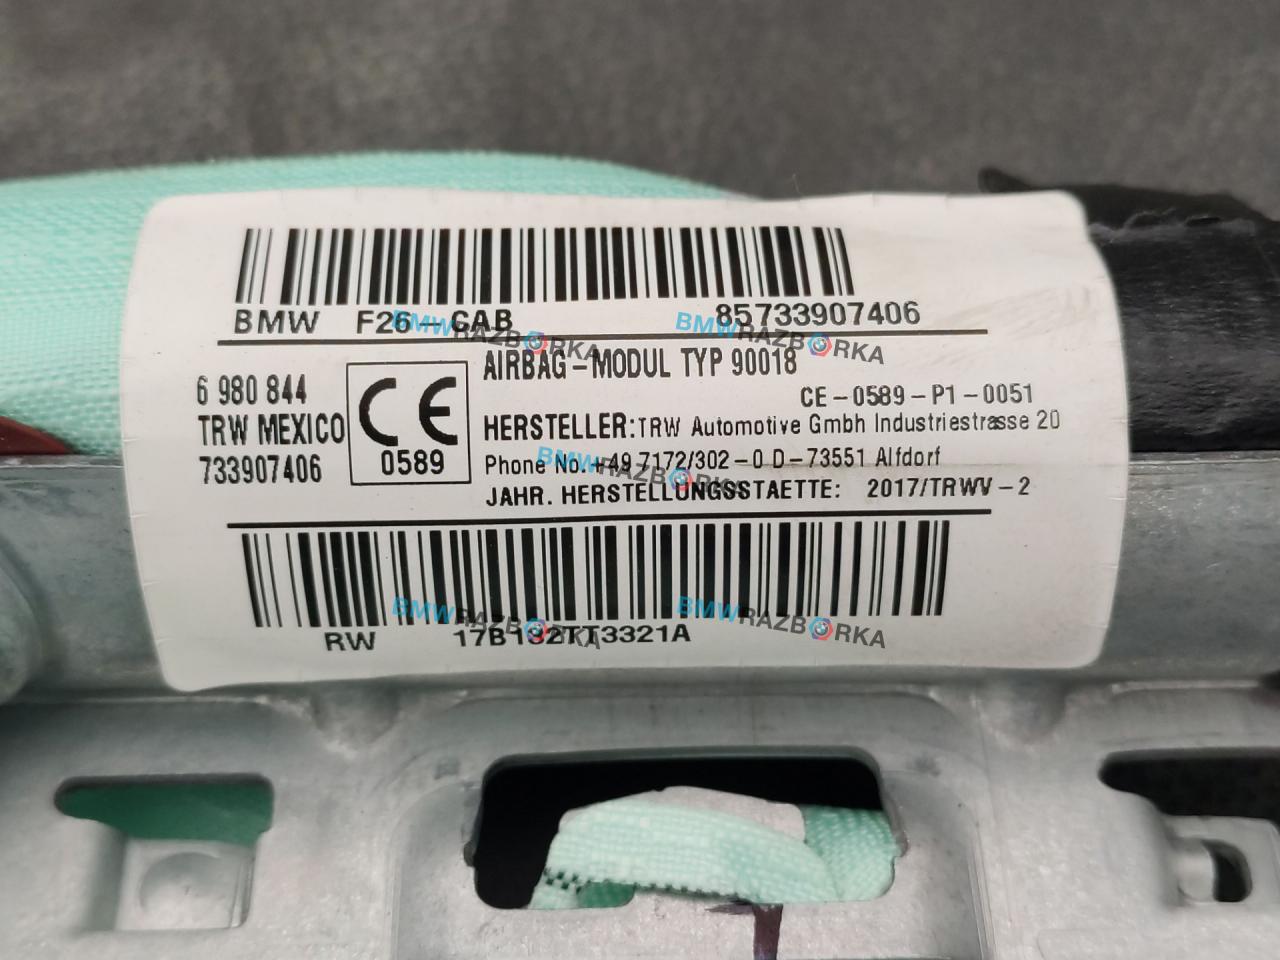 BMW F26-CAB 85733907406
AIRBAG-MODUL TYP 90018
CE-0589-P1-0051
6 980 844
TRW MEXICO
733907406
CE
0589
HERSTELLER: TRW Automotive Gmbh Industriestrasse 20
Phone No. +49 7172/302-0 D-73551 Alfdorf
JAHR. HERSTELLUNGSSTAETTE: 2017/TRWV-2
RW 17B132TT3321A
BMWRAZBORKA
BMWRAZBORKA
BMWRAZBORKA
BMWRAZBORKA